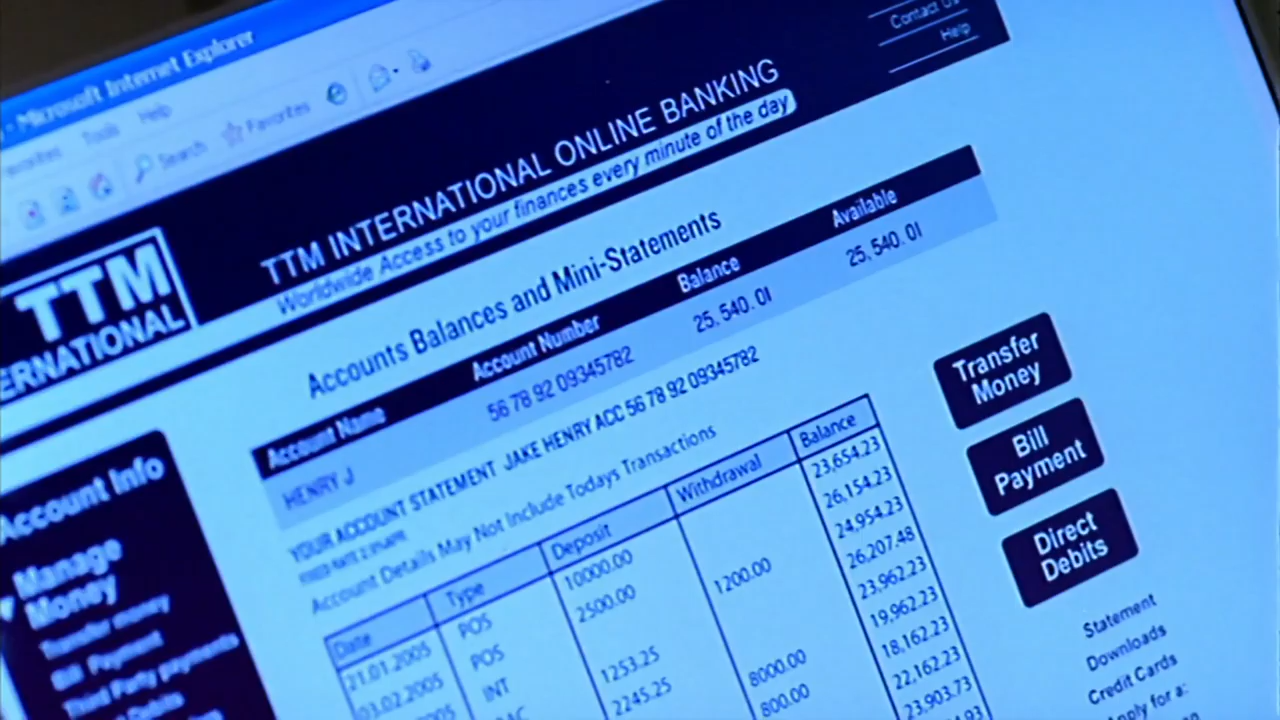 - Microsoft Internet Explorer
Tools Help
Search Favorites
Contact Us
Help
TTM INTERNATIONAL ONLINE BANKING
Worldwide Access to your finances every minute of the day
TTM
ERNATIONAL
Accounts Balances and Mini-Statements
Account Name Account Number Balance Available
HENRY J 56 78 92 09345782 25,540.01 25,540.01
YOUR ACCOUNT STATEMENT JAKE HENRY ACC 56 78 92 09345782
Account Details May Not Include Todays Transactions
Date Type Deposit Withdrawal Balance
21.01.2005 POS 10000.00 23,654.23
03.02.2005 POS 2500.00 1200.00 26,154.23
2005 INT 24,954.23
1253.25 26,207.48
2245.25 8000.00 23,962.23
800.00 19,962.23
18,162.23
22,162.23
23,903.73
Account Info
Manage
Money
Transfer money
Bill Payment
Third Party payments
Debits
Transfer
Money
Bill
Payment
Direct
Debits
Statement
Downloads
Credit Cards
Apply for a: